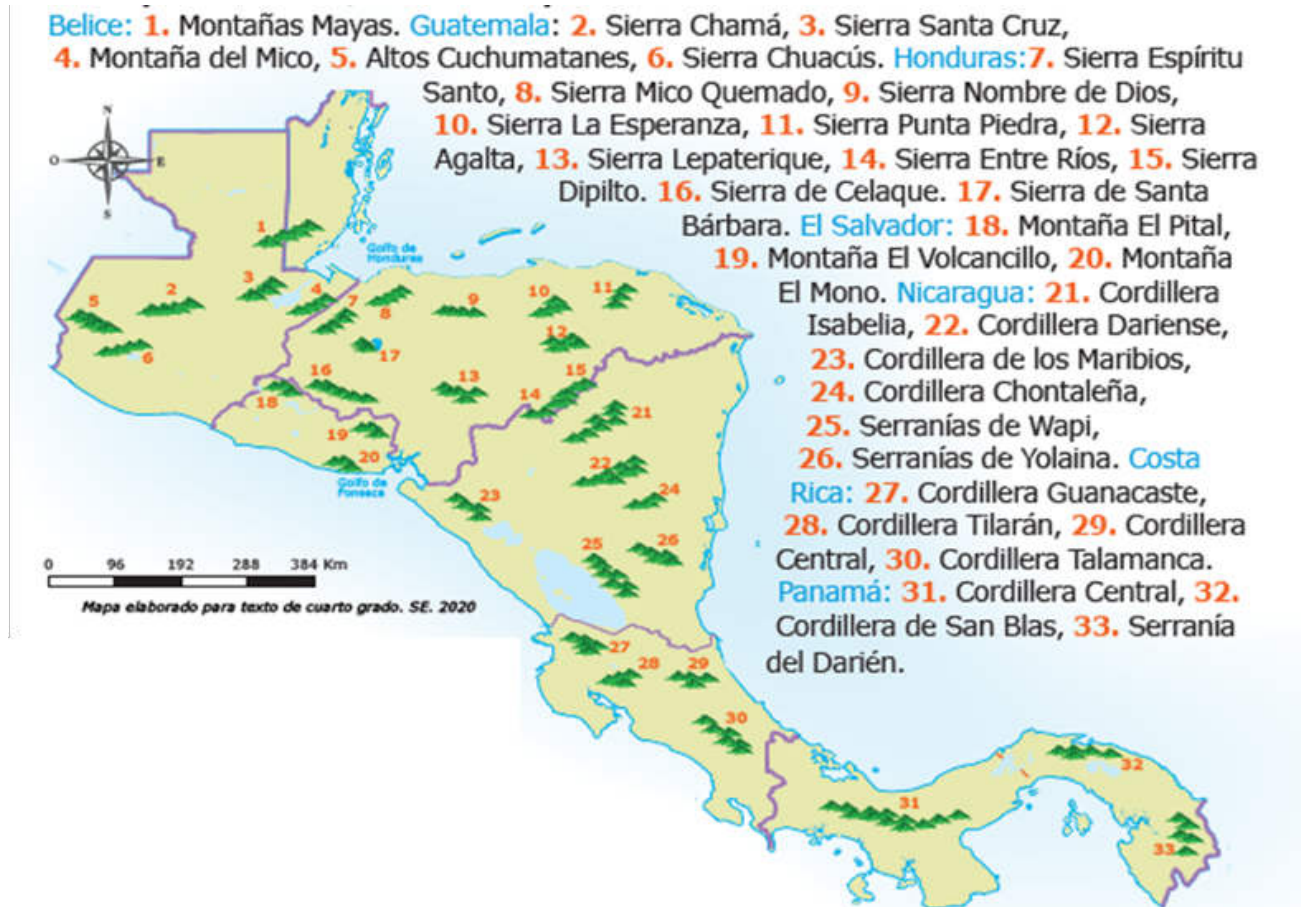 Belice: 1. Montañas Mayas. Guatemala: 2. Sierra Chamá, 3. Sierra Santa Cruz,
4. Montaña del Mico, 5. Altos Cuchumatanes, 6. Sierra Chuacús. Honduras:7. Sierra Espíritu
Santo, 8. Sierra Mico Quemado, 9. Sierra Nombre de Dios,
10. Sierra La Esperanza, 11. Sierra Punta Piedra, 12. Sierra
Agalta, 13. Sierra Lepaterique, 14. Sierra Entre Ríos, 15. Sierra
Dipilto. 16. Sierra de Celaque. 17. Sierra de Santa
Bárbara. El Salvador: 18. Montaña El Pital,
19. Montaña El Volcancillo, 20. Montaña
El Mono. Nicaragua: 21. Cordillera
Isabelia, 22. Cordillera Dariense,
23. Cordillera de los Maribios,
24. Cordillera Chontaleña,
25. Serranías de Wapi,
26. Serranías de Yolaina. Costa
Rica: 27. Cordillera Guanacaste,
28. Cordillera Tilarán, 29. Cordillera
Central, 30. Cordillera Talamanca.
Panamá: 31. Cordillera Central, 32.
Cordillera de San Blas, 33. Serranía
del Darién.
N
O
E
S
1
Golfo de
Honduras
3
2
5
4
7
8
9
10
11
6
17
12
16
18
13
15
14
19
21
20
Golfo de
Fonseca
22
23
24
25
26
0 96 192 288 384 Km
Mapa elaborado para texto de cuarto grado. SE. 2020
27
28
29
30
31
32
33